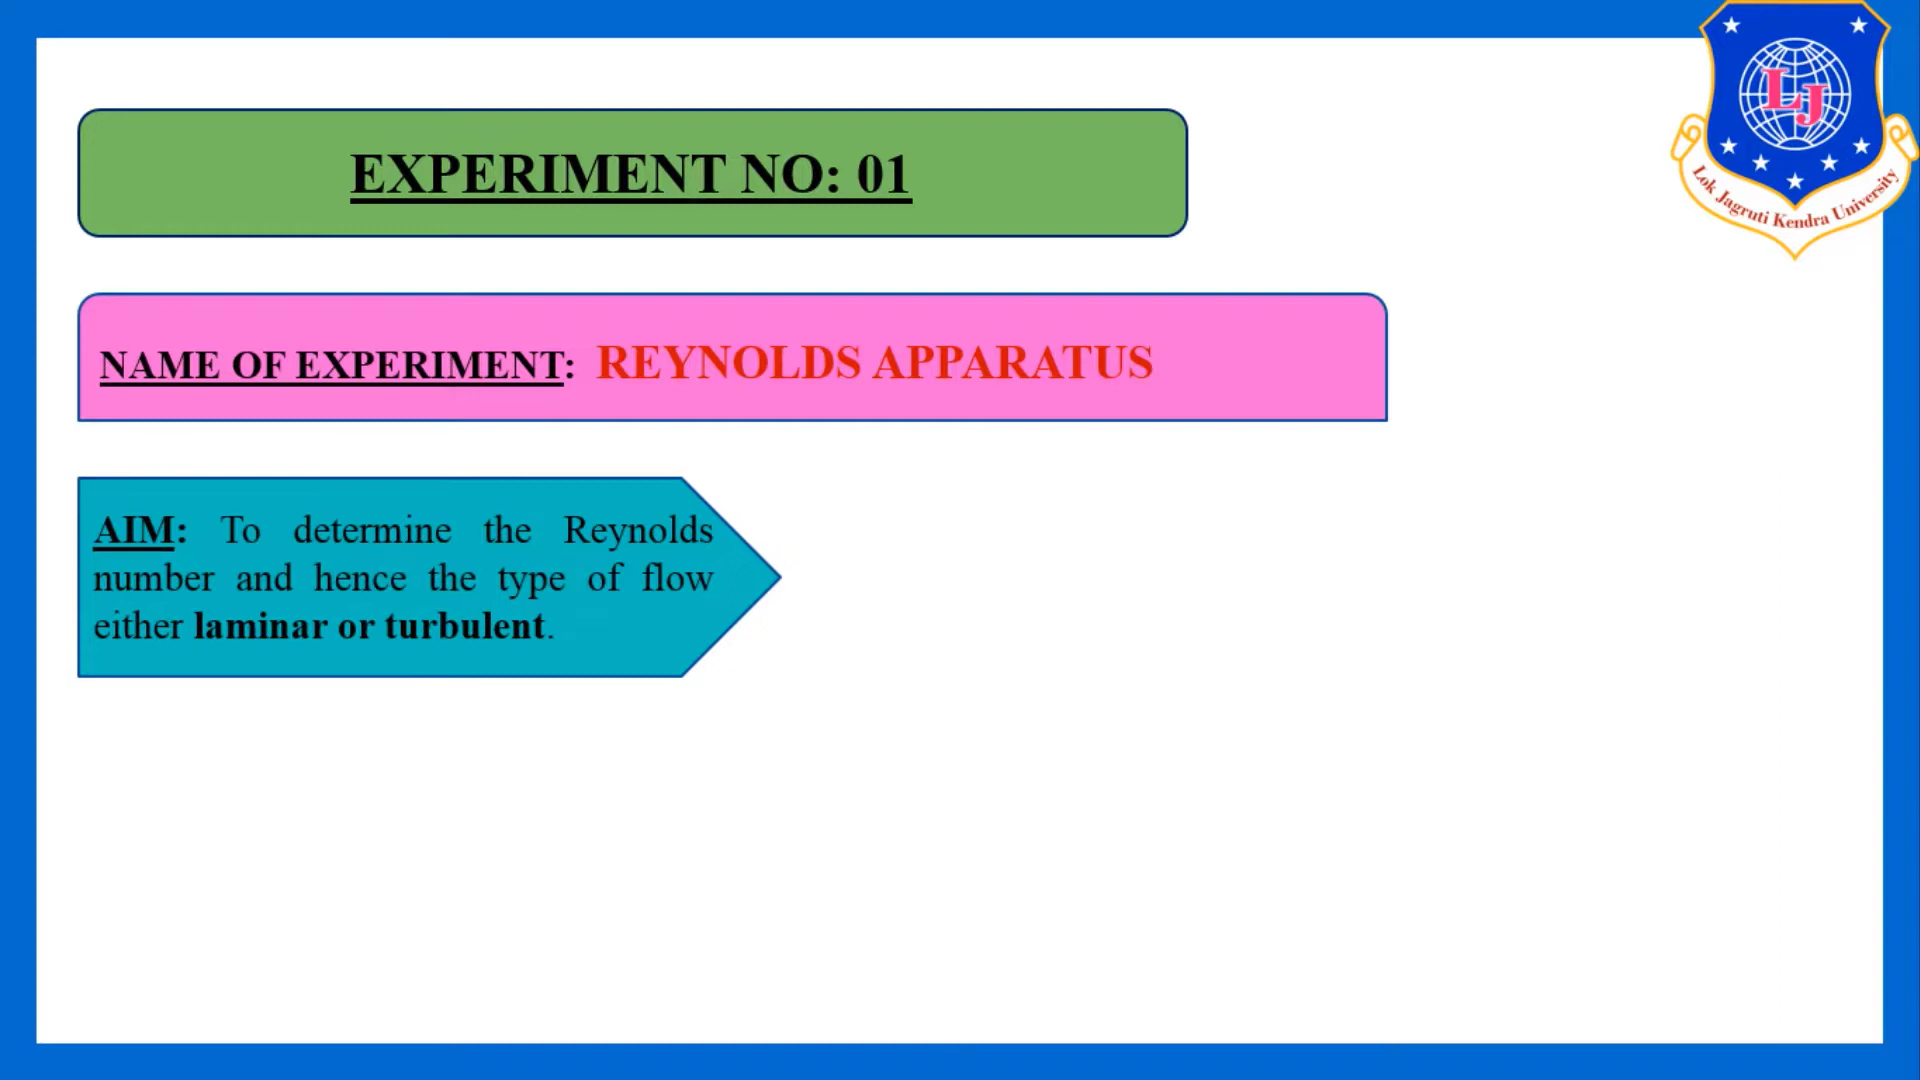 EXPERIMENT NO: 01
LJ
Lok Jagruti Kendra University
NAME OF EXPERIMENT: REYNOLDS APPARATUS
AIM: To determine the Reynolds
number and hence the type of flow
either laminar or turbulent.